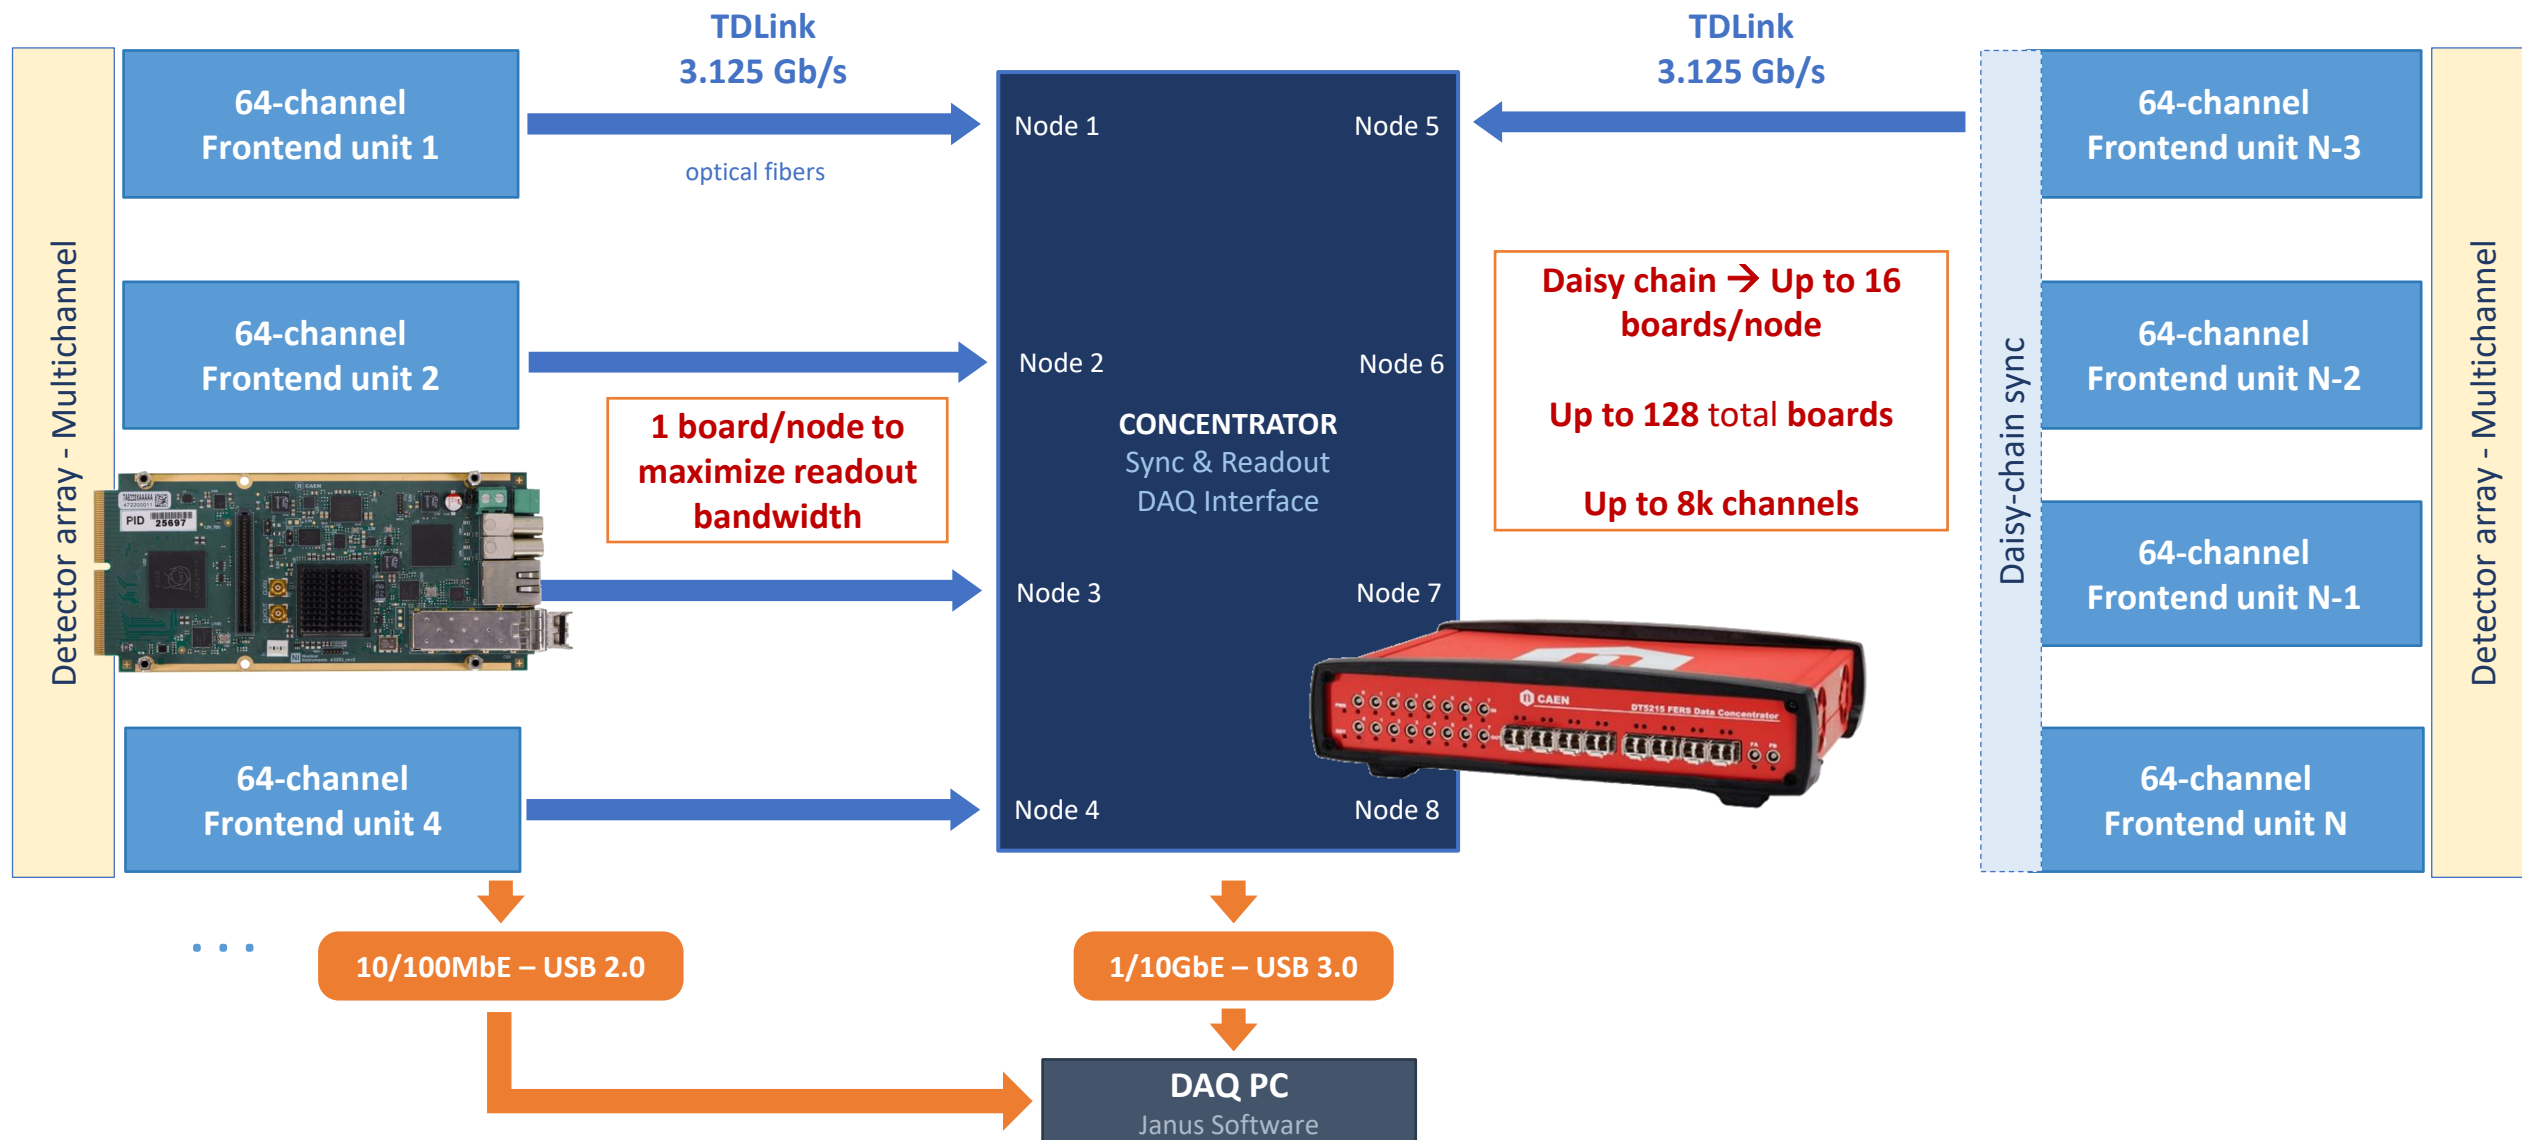 TDLink
3.125 Gb/s
TDLink
3.125 Gb/s
Detector array - Multichannel
64-channel
Frontend unit 1
optical fibers
Node 1
Node 5
64-channel
Frontend unit N-3
Detector array - Multichannel
64-channel
Frontend unit 2
Node 2
Node 6
Daisy chain → Up to 16
boards/node
Up to 128 total boards
Up to 8k channels
Daisy-chain sync
64-channel
Frontend unit N-2
1 board/node to
maximize readout
bandwidth
CONCENTRATOR
Sync & Readout
DAQ Interface
CAEN
PID 25697
Node 3
Node 7
64-channel
Frontend unit N-1
CAEN
DT5215 FERS Data Concentrator
64-channel
Frontend unit 4
Node 4
Node 8
64-channel
Frontend unit N
. . .
10/100MbE – USB 2.0
1/10GbE – USB 3.0
DAQ PC
Janus Software